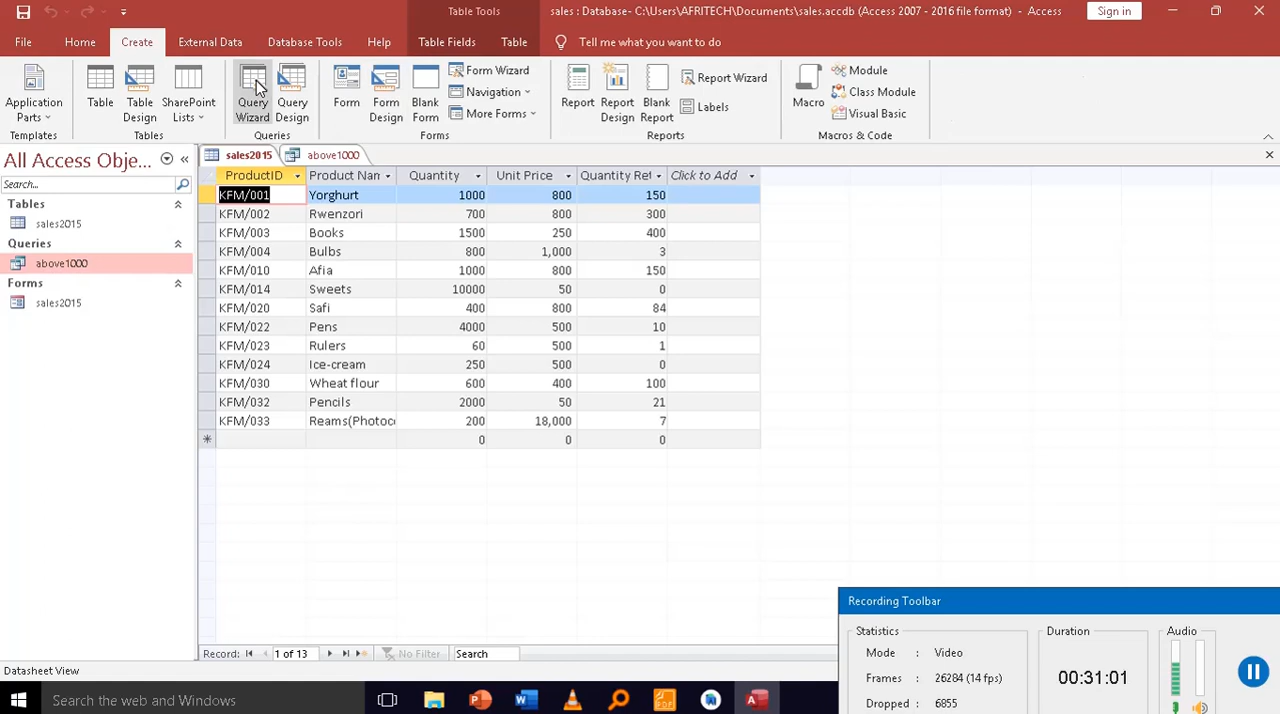 Table Tools
sales : Database- C:\Users\AFRITECH\Documents\sales.accdb (Access 2007 - 2016 file format) - Access
Sign in
File Home Create External Data Database Tools Help Table Fields Table Tell me what you want to do
Application Parts
Table
Table Design
SharePoint Lists
Query Wizard
Query Design
Form
Form Design
Blank Form
Form Wizard
Navigation
More Forms
Report
Report Design
Blank Report
Report Wizard
Labels
Macro
Module
Class Module
Visual Basic
Templates Tables Queries Forms Reports Macros & Code
All Access Obje...
Search...
Tables
sales2015
Queries
above1000
Forms
sales2015
sales2015 above1000
ProductID Product Nan Quantity Unit Price Quantity Ret Click to Add
KFM/001 Yorghurt 1000 800 150
KFM/002 Rwenzori 700 800 300
KFM/003 Books 1500 250 400
KFM/004 Bulbs 800 1,000 3
KFM/010 Afia 1000 800 150
KFM/014 Sweets 10000 50 0
KFM/020 Safi 400 800 84
KFM/022 Pens 4000 500 10
KFM/023 Rulers 60 500 1
KFM/024 Ice-cream 250 500 0
KFM/030 Wheat flour 600 400 100
KFM/032 Pencils 2000 50 21
KFM/033 Reams(Photoc 200 18,000 7
* 0 0 0
Record: 1 of 13 No Filter Search
Datasheet View
Recording Toolbar
Statistics
Mode : Video
Frames : 26284 (14 fps)
Dropped : 6855
Duration
00:31:01
Audio
Search the web and Windows